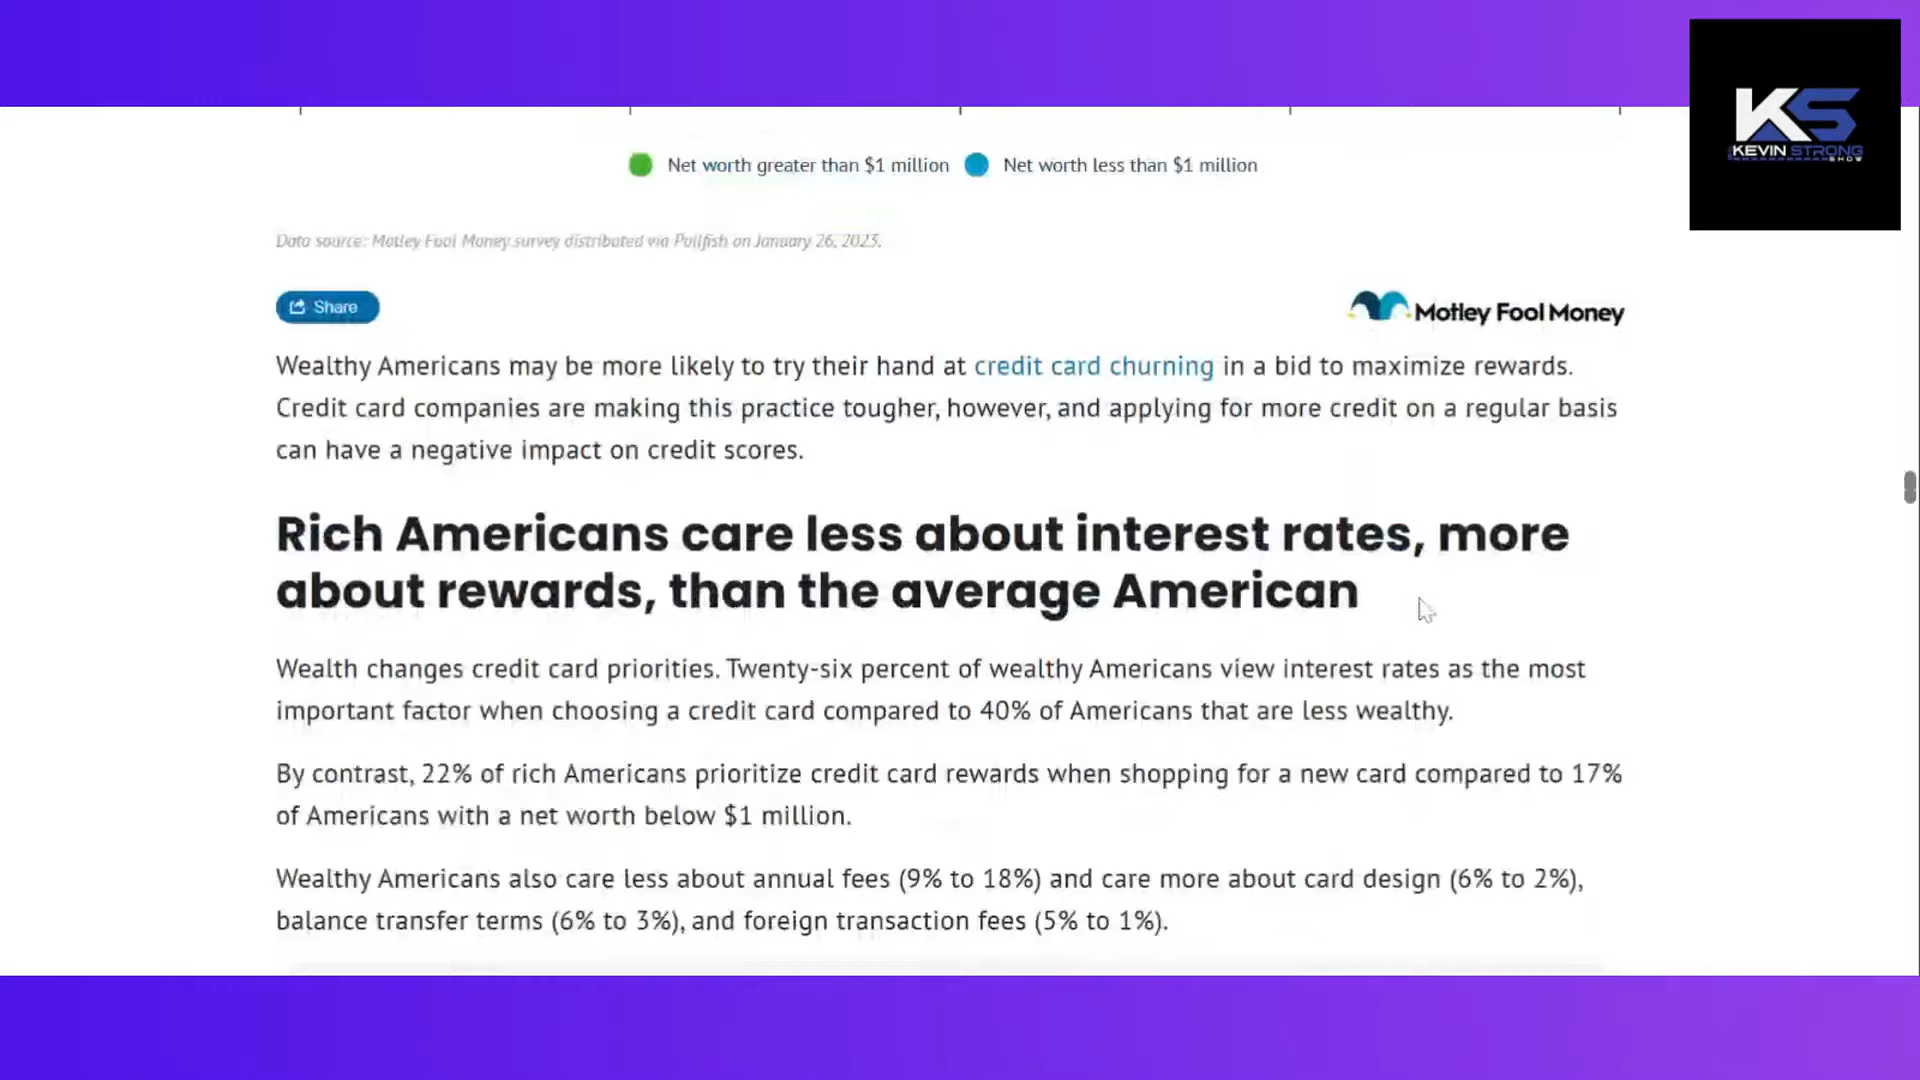 KS
KEVIN STRONG
SHOW
Net worth greater than $1 million Net worth less than $1 million
Data source: Motley Fool Money survey distributed via Pollfish on January 26, 2023.
Share
Motley Fool Money
Wealthy Americans may be more likely to try their hand at credit card churning in a bid to maximize rewards.
Credit card companies are making this practice tougher, however, and applying for more credit on a regular basis
can have a negative impact on credit scores.
Rich Americans care less about interest rates, more
about rewards, than the average American
Wealth changes credit card priorities. Twenty-six percent of wealthy Americans view interest rates as the most
important factor when choosing a credit card compared to 40% of Americans that are less wealthy.
By contrast, 22% of rich Americans prioritize credit card rewards when shopping for a new card compared to 17%
of Americans with a net worth below $1 million.
Wealthy Americans also care less about annual fees (9% to 18%) and care more about card design (6% to 2%),
balance transfer terms (6% to 3%), and foreign transaction fees (5% to 1%).